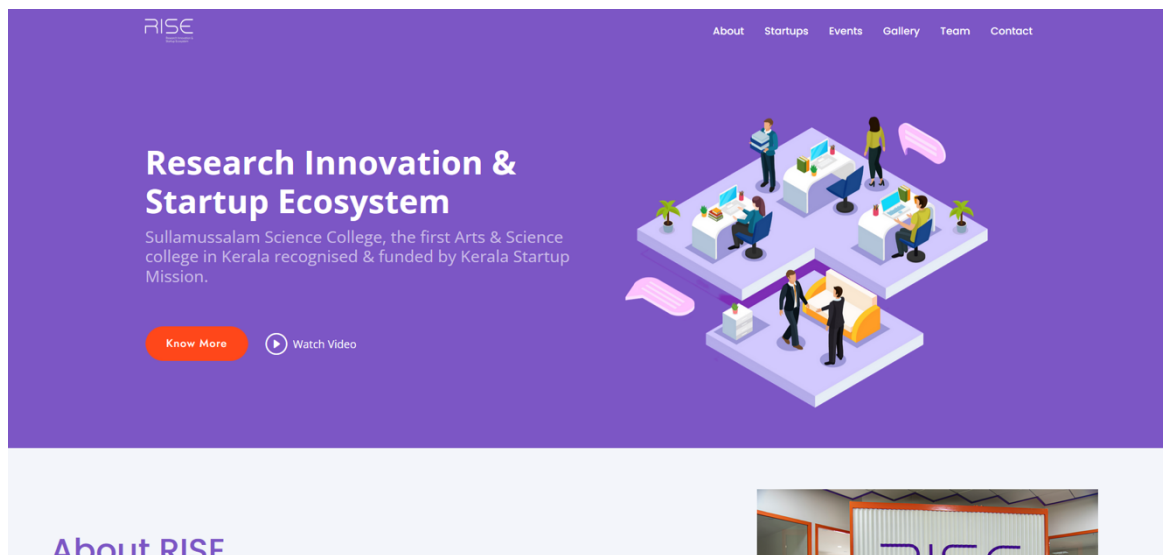 RISE
About Startups Events Gallery Team Contact
Research Innovation &
Startup Ecosystem
Sullamussalam Science College, the first Arts & Science
college in Kerala recognised & funded by Kerala Startup
Mission.
Know More Watch Video
About RISE
RISE